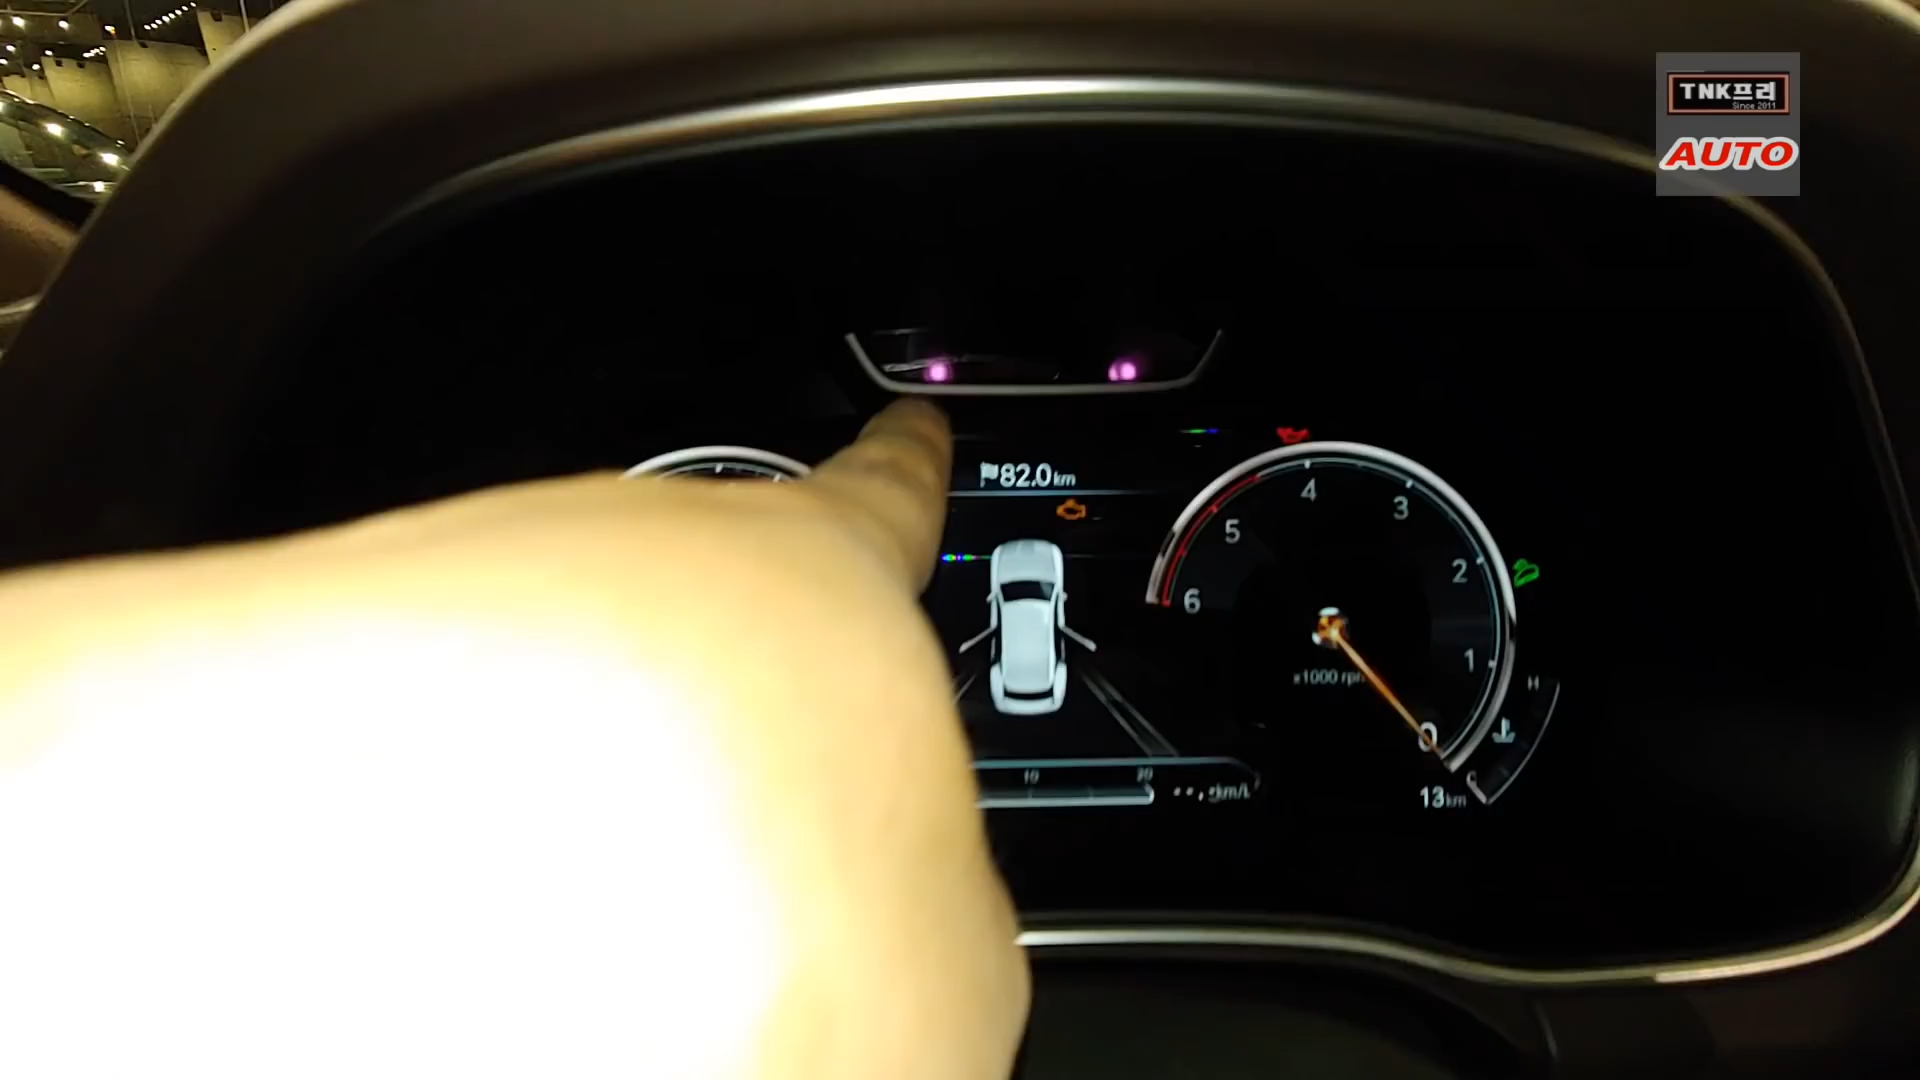 TNK프리
Since 2011
AUTO
82.0km
4
3
5
2
6
1
x1000 rpm
0
H
C
10
20
--.-km/L
13km